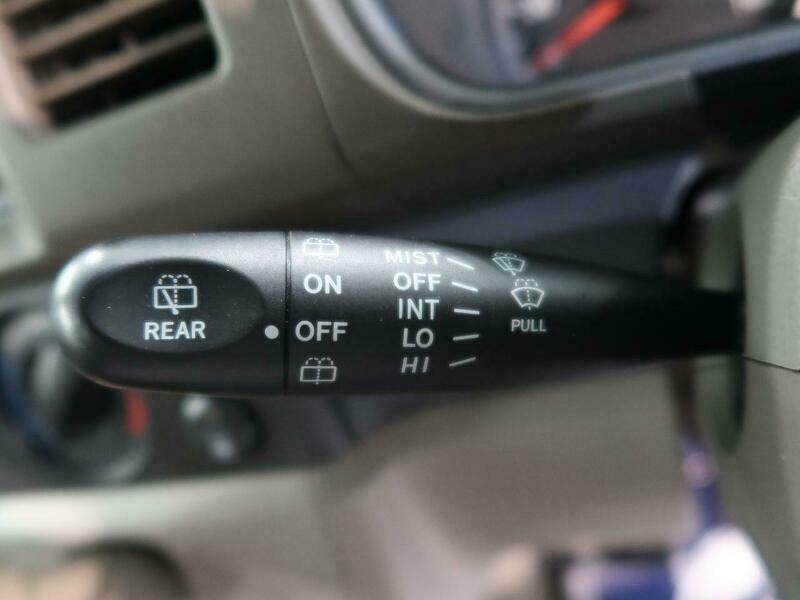 REAR
ON
OFF
MIST
OFF
INT
LO
HI
PULL